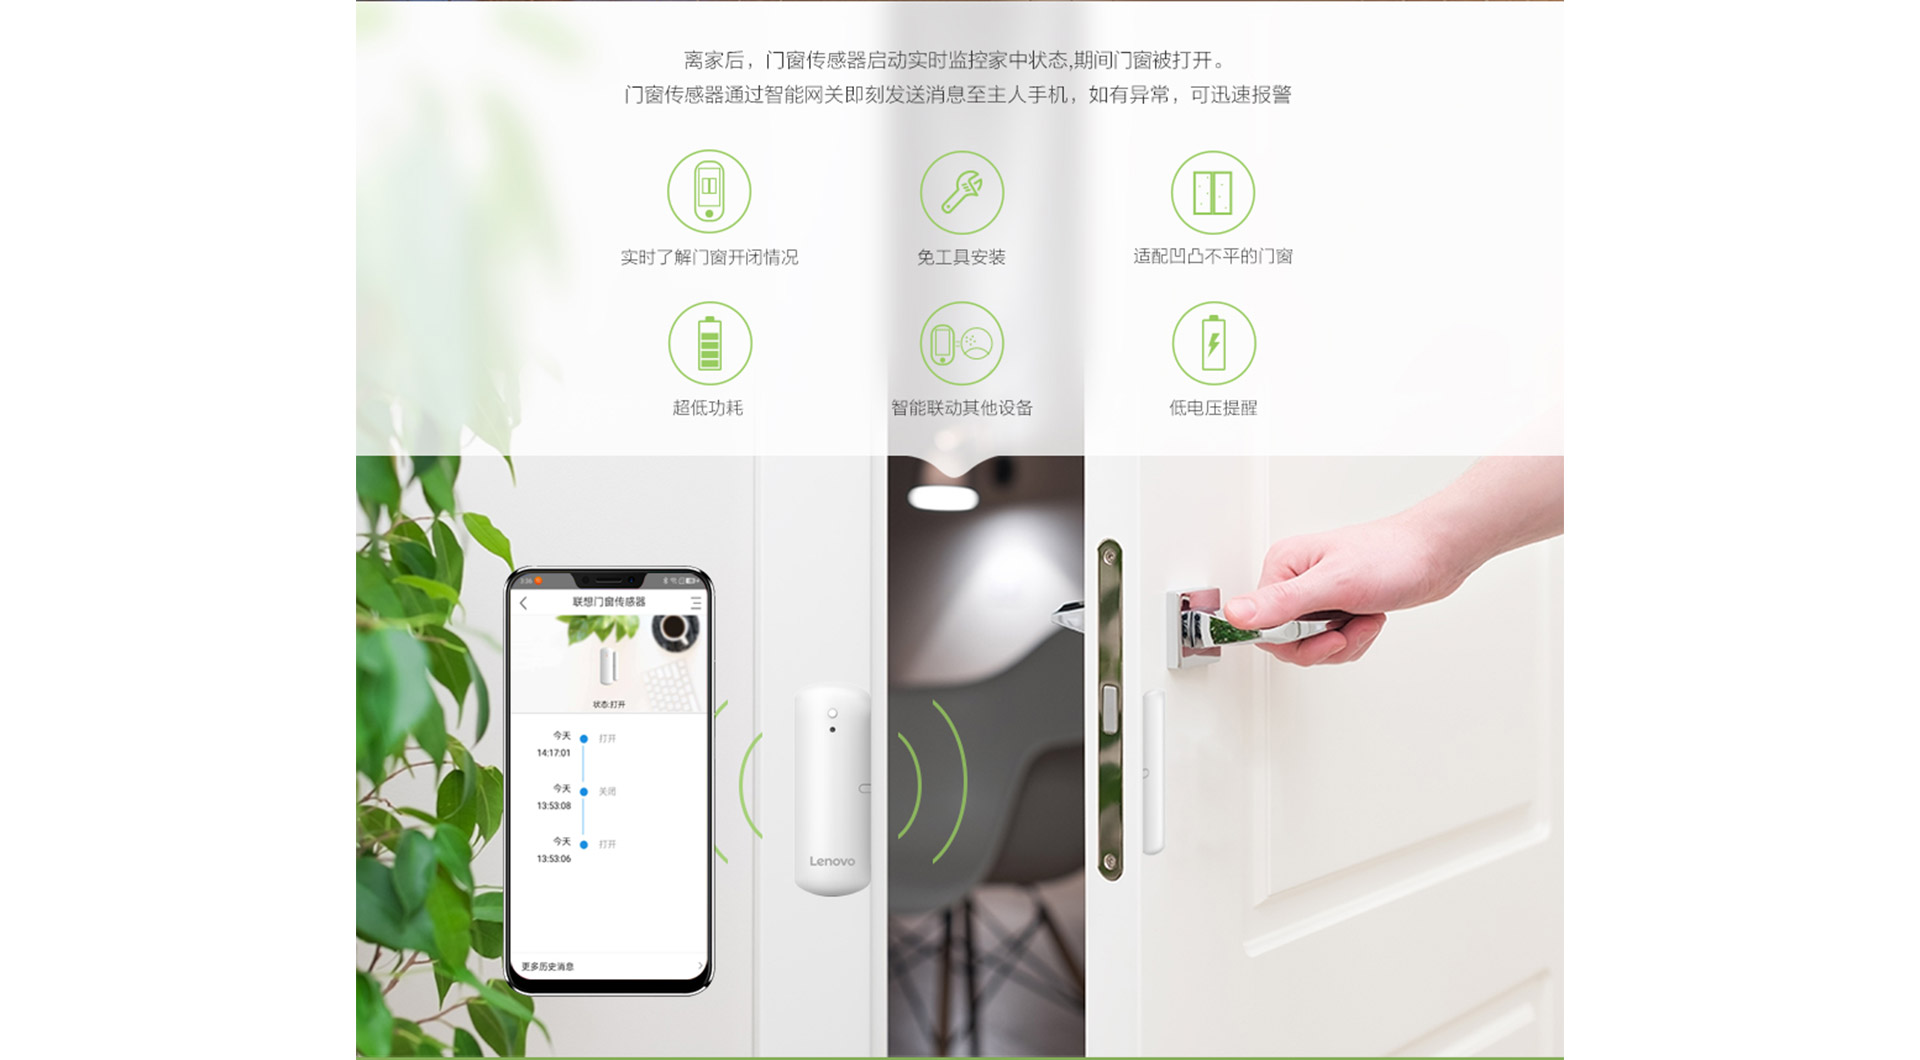 离家后，门窗传感器启动实时监控家中状态,期间门窗被打开。
门窗传感器通过智能网关即刻发送消息至主人手机，如有异常，可迅速报警
实时了解门窗开闭情况
免工具安装
适配凹凸不平的门窗
超低功耗
智能联动其他设备
低电压提醒
3:36
联想门窗传感器
状态:打开
今天
打开
14:17:01
今天
关闭
13:53:08
今天
打开
13:53:06
更多历史消息
Lenovo